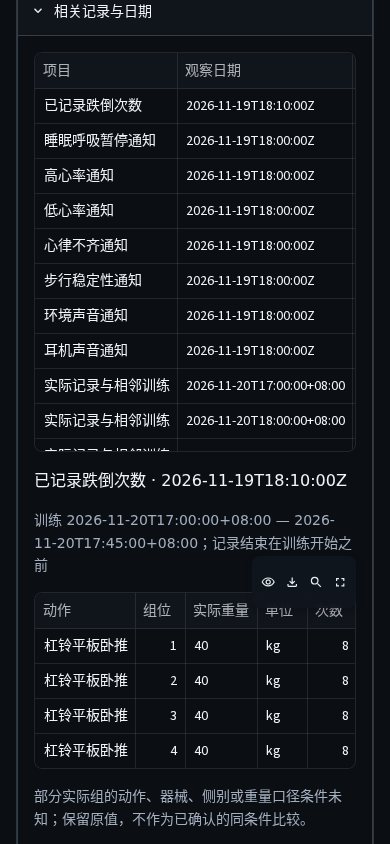 相关记录与日期
项目 观察日期
已记录跌倒次数 2026-11-19T18:10:00Z
睡眠呼吸暂停通知 2026-11-19T18:00:00Z
高心率通知 2026-11-19T18:00:00Z
低心率通知 2026-11-19T18:00:00Z
心律不齐通知 2026-11-19T18:00:00Z
步行稳定性通知 2026-11-19T18:00:00Z
环境声音通知 2026-11-19T18:00:00Z
耳机声音通知 2026-11-19T18:00:00Z
实际记录与相邻训练 2026-11-20T17:00:00+08:00
实际记录与相邻训练 2026-11-20T18:00:00+08:00
已记录跌倒次数 · 2026-11-19T18:10:00Z
训练 2026-11-20T17:00:00+08:00 — 2026-
11-20T17:45:00+08:00；记录结束在训练开始之
前
动作 组位 实际重量 单位 次数
杠铃平板卧推 1 40 kg 8
杠铃平板卧推 2 40 kg 8
杠铃平板卧推 3 40 kg 8
杠铃平板卧推 4 40 kg 8
部分实际组的动作、器械、侧别或重量口径条件未
知；保留原值，不作为已确认的同条件比较。